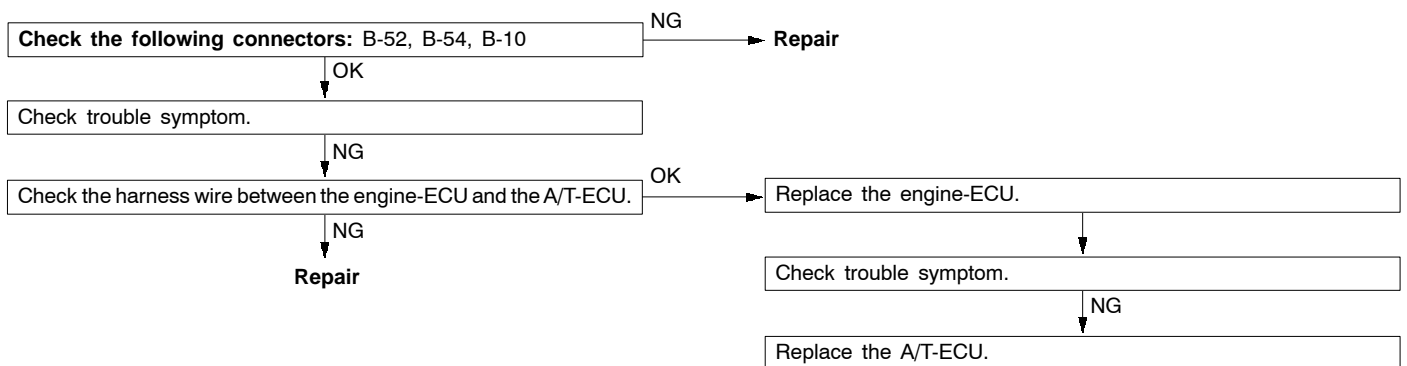 Check the following connectors: B-52, B-54, B-10
NG
Repair
OK
Check trouble symptom.
NG
Check the harness wire between the engine-ECU and the A/T-ECU.
OK
Replace the engine-ECU.
NG
Repair
Check trouble symptom.
NG
Replace the A/T-ECU.